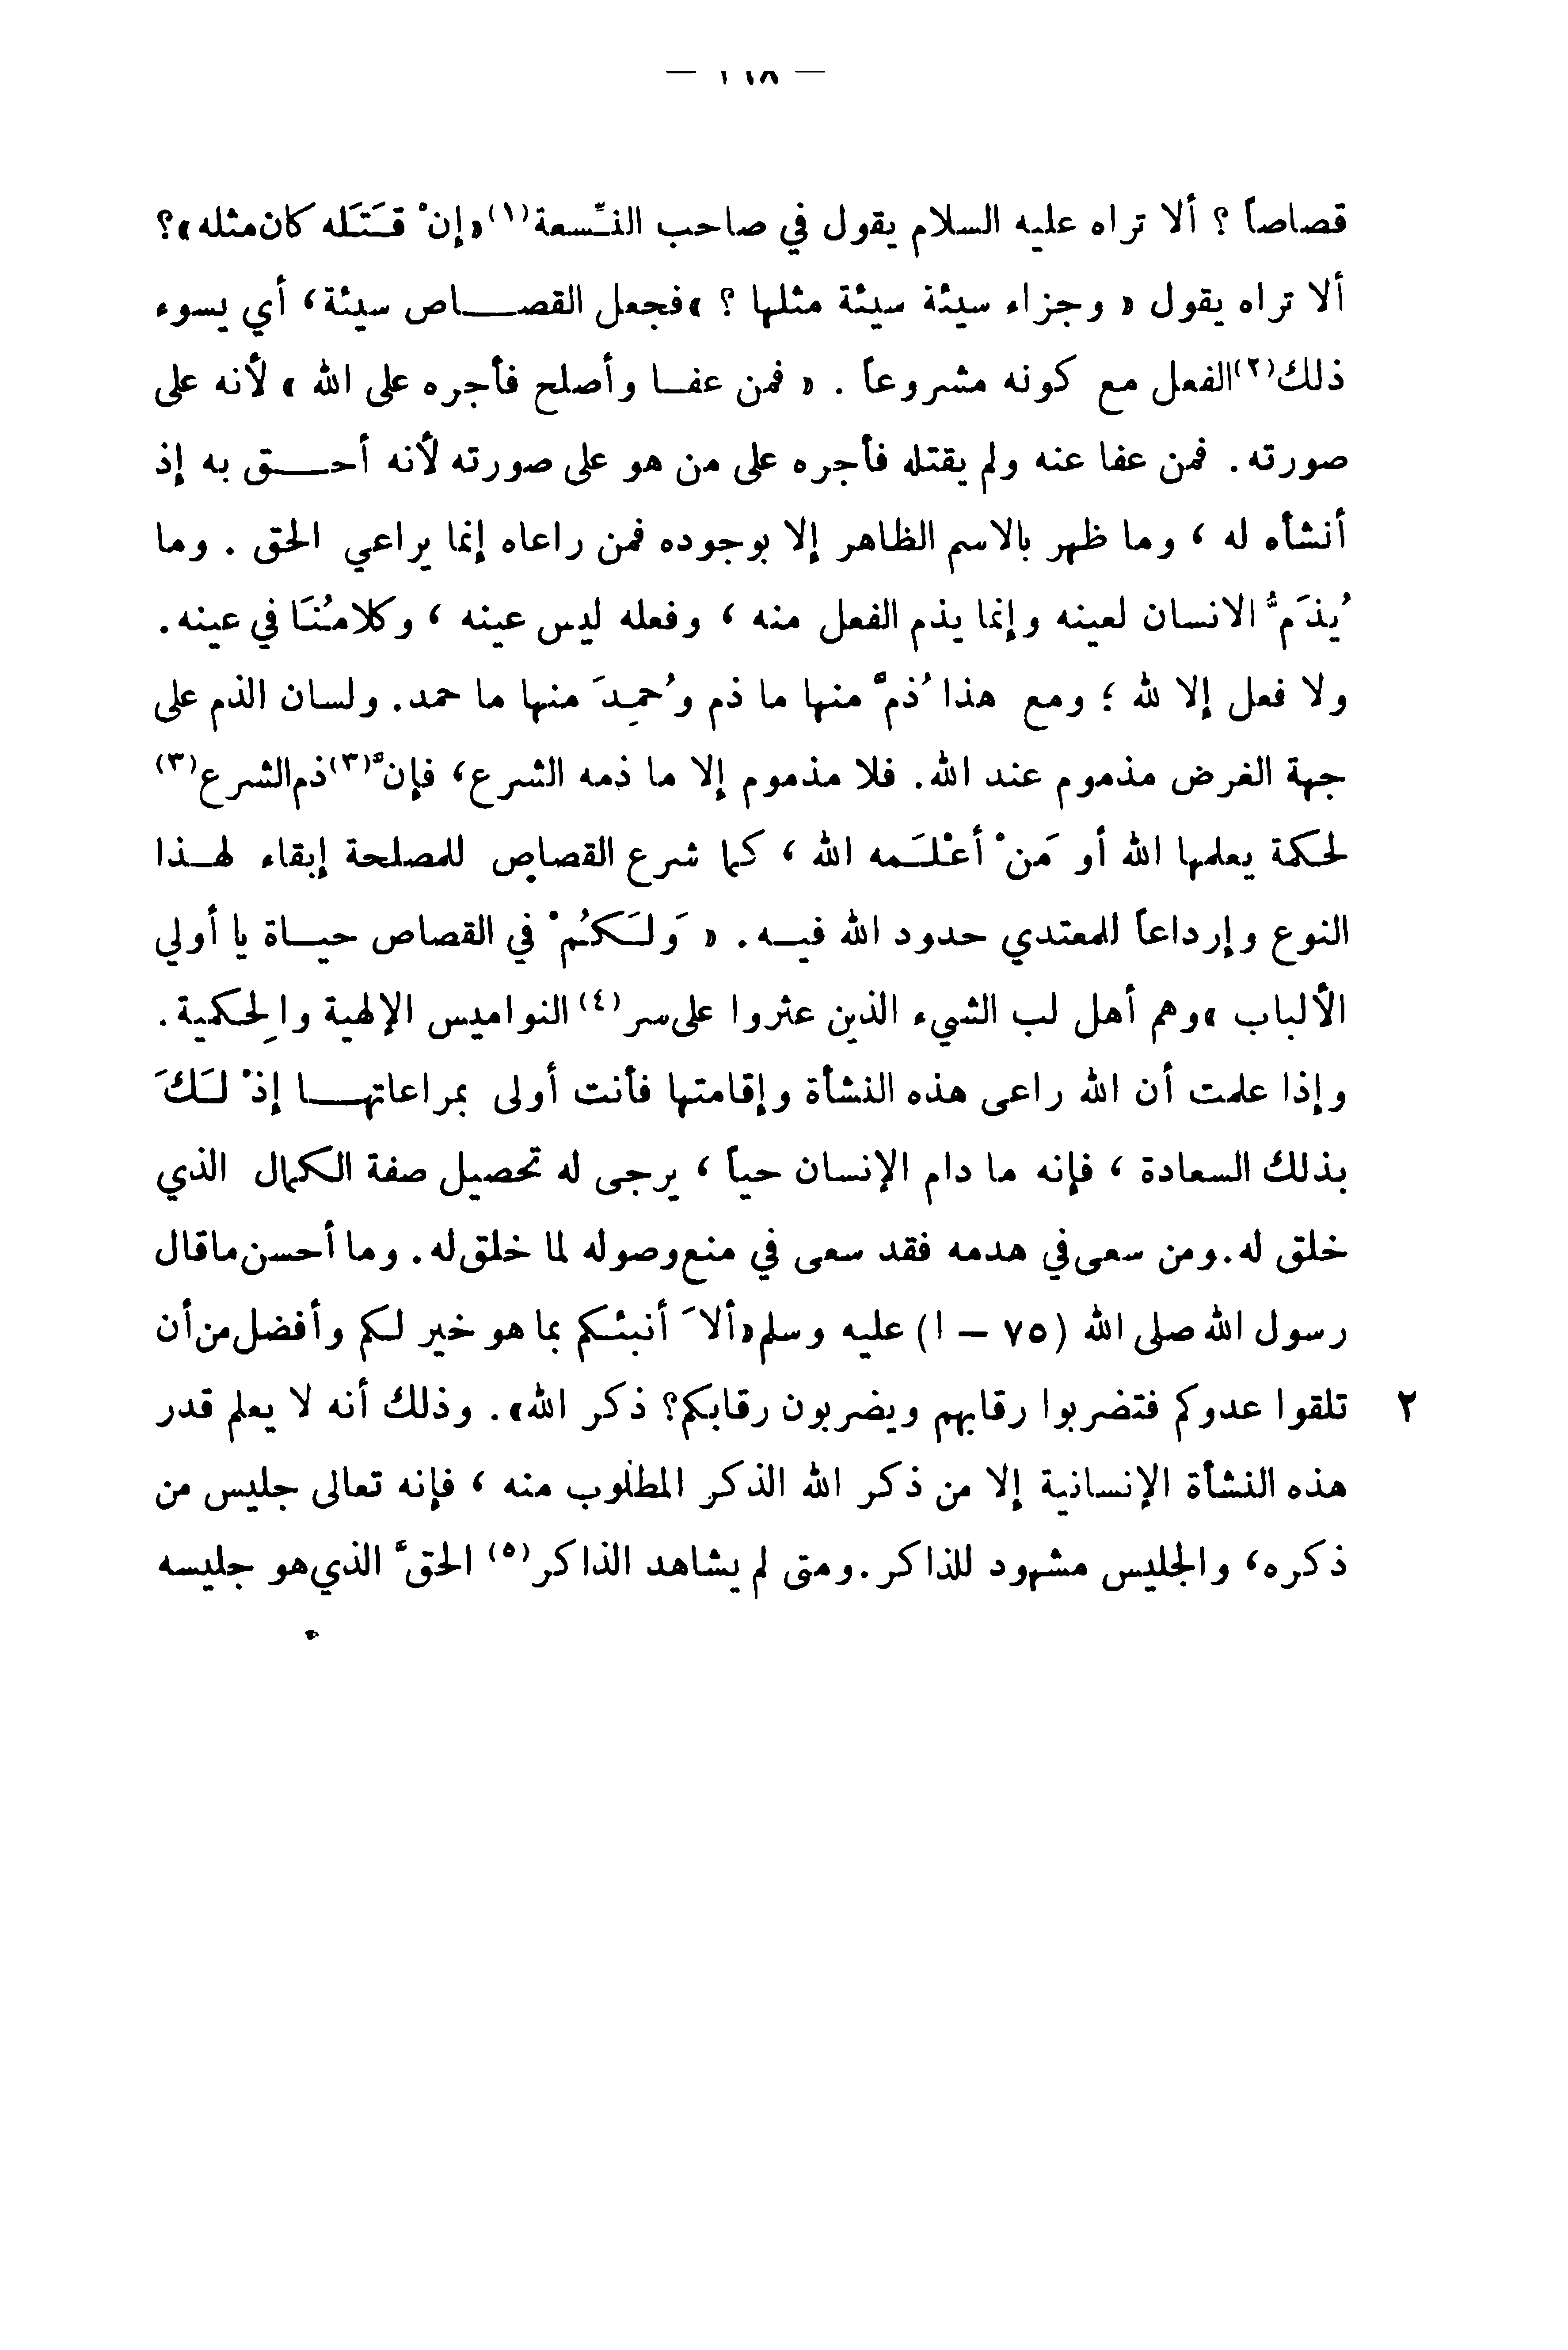 — ١٦٨ —
قصاصاً ؟ ألا تراه عليه السلام يقول في صاحب النِّسعة(١)«إنْ قَتَله كان مثله»؟
ألا تراه يقول « وجزاء سيئة سيئة مثلها ؟ »فجعل القصاص سيئة، أي يسوء
ذلك(٢)الفعل مع كونه مشروعاً . « فمن عفا وأصلح فأجره على الله » لأنه على
صورته. فمن عفا عنه ولم يقتله فأجره على من هو على صورته لأنه أحق به إذ
أنشأه له ، وما ظهر بالاسم الظاهر إلا بوجوده فمن راعاه إنما يراعي الحق . وما
يُذَمُّ الانسان لعينه وإنما يذم الفعل منه ، وفعله ليس عينه ، وكلامُنَا في عينه.
ولا فعل إلا لله ؛ ومع هذا ذُمَّ منها ما ذم وحُمِدَ منها ما حمد. ولسان الذم على
جهة الغرض مذموم عند الله. فلا مذموم إلا ما ذمه الشرع، فإنَّ(٣)ذم الشرع(٣)
لحكمة يعلمها الله أو مَنْ أعْلَمه الله ، كما شرع القصاص للمصلحة إبقاء لهذا
النوع وإرداعاً للمعتدي حدود الله فيه. « وَلَكُمْ في القصاص حياة يا أولي
الألباب »وهم أهل لب الشيء الذين عثروا على سر(٤) النواميس الإلهية والحِكمية.
وإذا علمت أن الله راعى هذه النشأة وإقامتها فأنت أولى بمراعاتها إذْ لَكَ
بذلك السعادة ، فإنه ما دام الإنسان حياً ، يرجى له تحصيل صفة الكمال الذي
خلق له.ومن سعى في هدمه فقد سعى في منع وصوله لما خلق له. وما أحسن ما قال
رسول الله صلى الله (٧٥ – ا) عليه وسلم«ألاَ أنبئكم بما هو خير لكم وأفضل من أن
تلقوا عدوكم فتضربوا رقابهم ويضربون رقابكم؟ ذكر الله». وذلك أنه لا يعلم قدر ٢
هذه النشأة الإنسانية إلا من ذكر الله الذكر المطلوب منه ، فإنه تعالى جليس من
ذكره، والجليس مشهود للذاكر.ومتى لم يشاهد الذاكر(٥) الحقَّ الذي هو جليسه